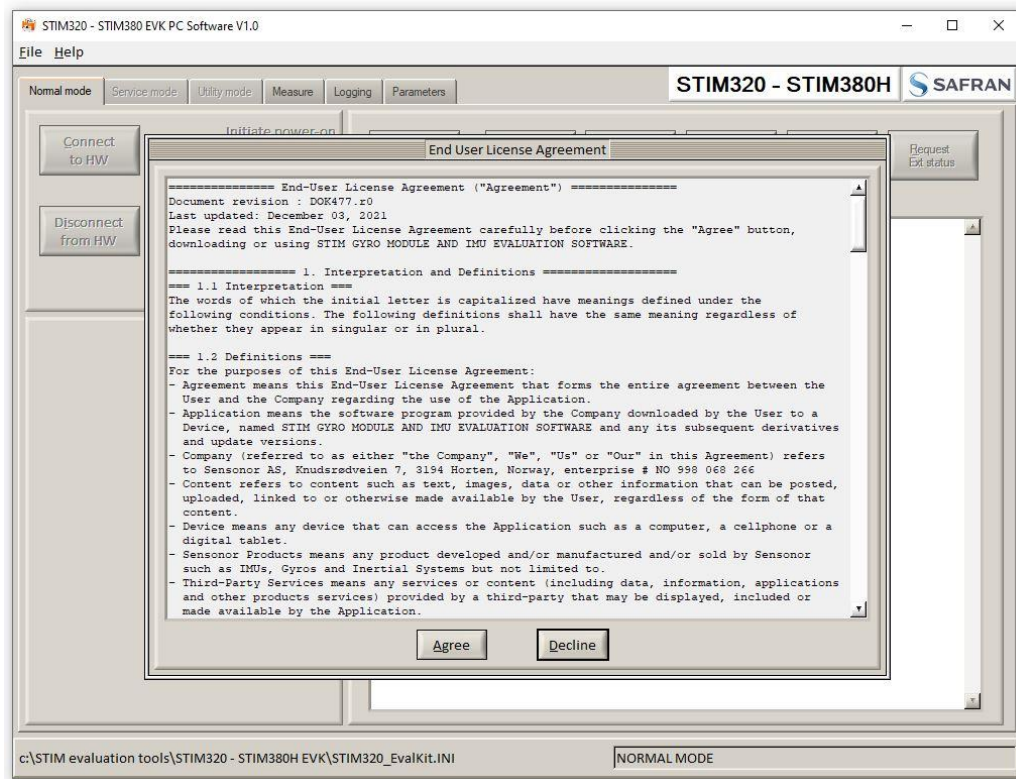 STIM320 - STIM380 EVK PC Software V1.0
File Help
Normal mode Service mode Utility mode Measure Logging Parameters
STIM320 - STIM380H
SAFRAN
Connect
to HW
Initiate power-on
Request
Ext status
Disconnect
from HW
End User License Agreement
=============== End-User License Agreement ("Agreement") ===============
Document revision : DOK477.r0
Last updated: December 03, 2021
Please read this End-User License Agreement carefully before clicking the "Agree" button,
downloading or using STIM GYRO MODULE AND IMU EVALUATION SOFTWARE.
================== 1. Interpretation and Definitions ===================
=== 1.1 Interpretation ===
The words of which the initial letter is capitalized have meanings defined under the
following conditions. The following definitions shall have the same meaning regardless of
whether they appear in singular or in plural.
=== 1.2 Definitions ===
For the purposes of this End-User License Agreement:
- Agreement means this End-User License Agreement that forms the entire agreement between the
User and the Company regarding the use of the Application.
- Application means the software program provided by the Company downloaded by the User to a
Device, named STIM GYRO MODULE AND IMU EVALUATION SOFTWARE and any its subsequent derivatives
and update versions.
- Company (referred to as either "the Company", "We", "Us" or "Our" in this Agreement) refers
to Sensonor AS, Knudsrødveien 7, 3194 Horten, Norway, enterprise # NO 998 068 266
- Content refers to content such as text, images, data or other information that can be posted,
uploaded, linked to or otherwise made available by the User, regardless of the form of that
content.
- Device means any device that can access the Application such as a computer, a cellphone or a
digital tablet.
- Sensonor Products means any product developed and/or manufactured and/or sold by Sensonor
such as IMUs, Gyros and Inertial Systems but not limited to.
- Third-Party Services means any services or content (including data, information, applications
and other products services) provided by a third-party that may be displayed, included or
made available by the Application.
Agree Decline
c:\STIM evaluation tools\STIM320 - STIM380H EVK\STIM320_EvalKit.INI
NORMAL MODE